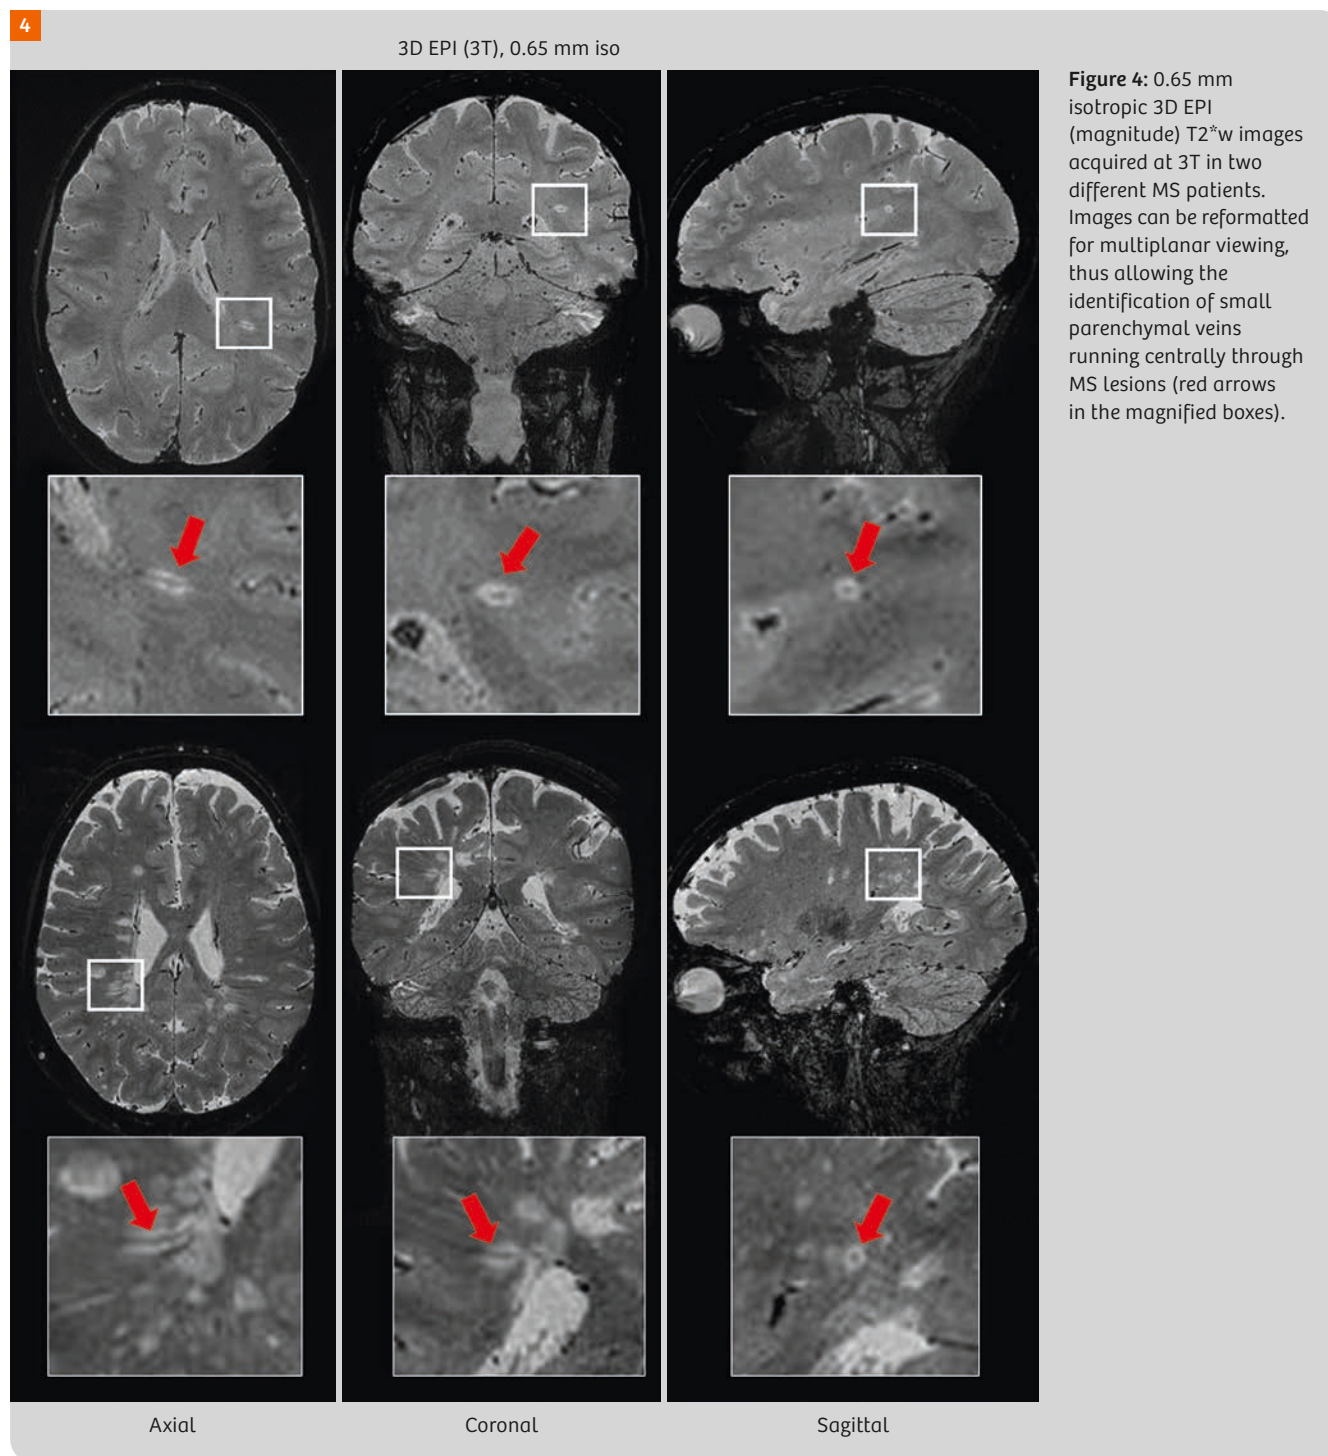 4
3D EPI (3T), 0.65 mm iso
Figure 4: 0.65 mm
isotropic 3D EPI
(magnitude) T2*w images
acquired at 3T in two
different MS patients.
Images can be reformatted
for multiplanar viewing,
thus allowing the
identification of small
parenchymal veins
running centrally through
MS lesions (red arrows
in the magnified boxes).
Axial
Coronal
Sagittal